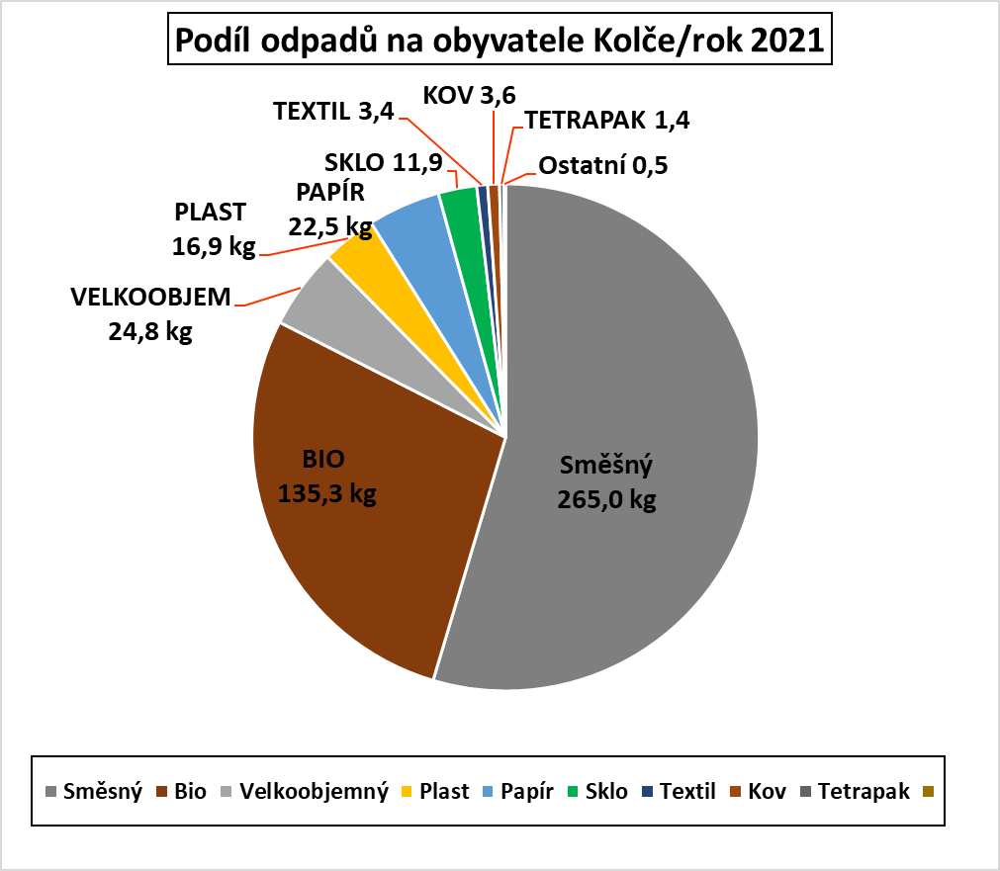 Podíl odpadů na obyvatele Kolče/rok 2021
KOV 3,6
TEXTIL 3,4
TETRAPAK 1,4
SKLO 11,9
Ostatní 0,5
PAPÍR
22,5 kg
PLAST
16,9 kg
VELKOOBJEM
24,8 kg
BIO
135,3 kg
Směšný
265,0 kg
Směsný Bio Velkoobjemný Plast Papír Sklo Textil Kov Tetrapak